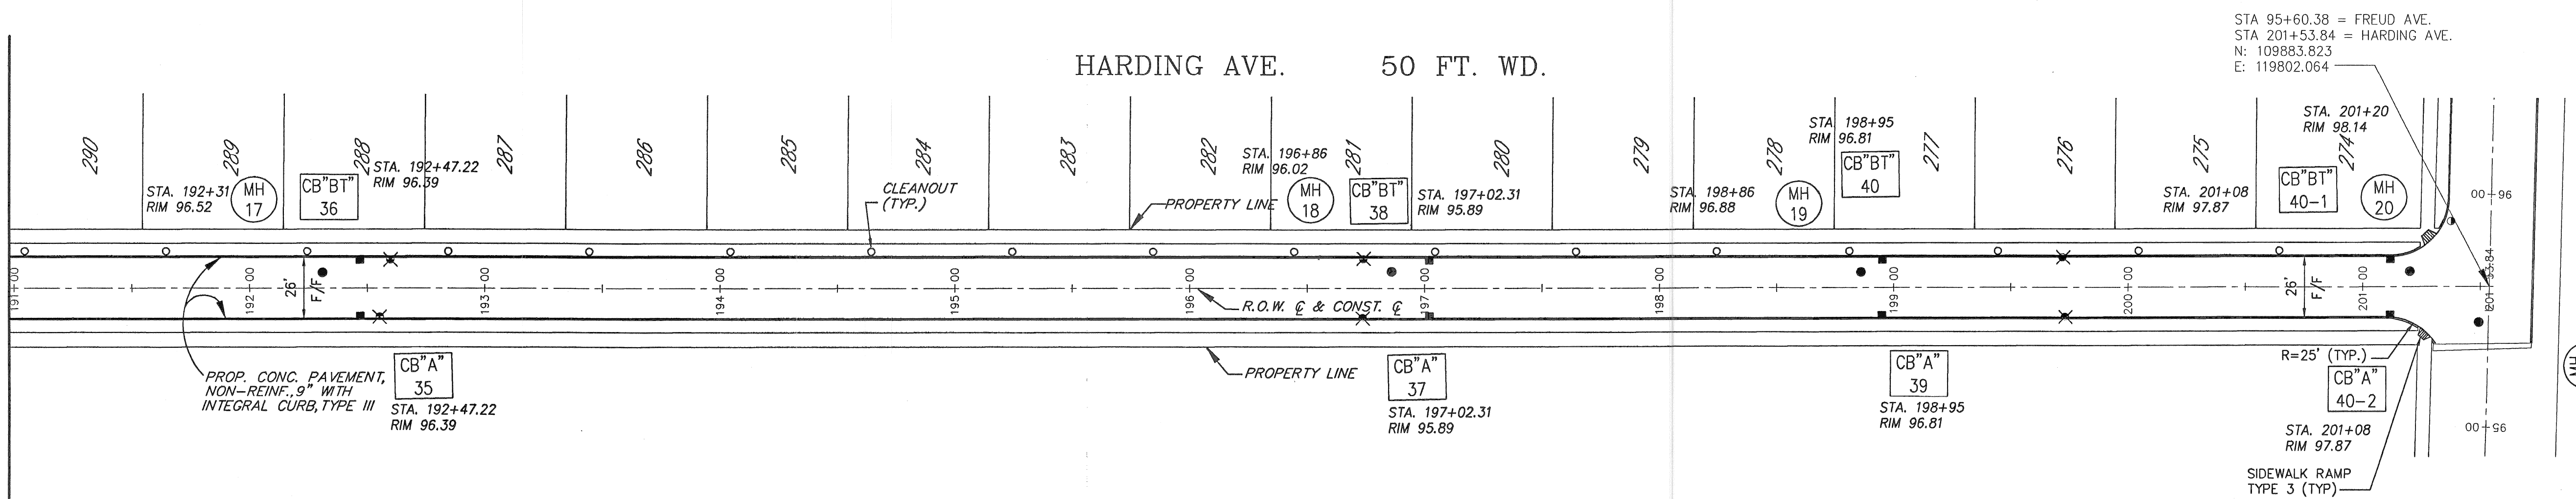 STA 95+60.38 = FREUD AVE.
STA 201+53.84 = HARDING AVE.
N: 109883.823
E: 119802.064
HARDING AVE. 50 FT. WD.
290
289
288
287
286
285
284
283
282
281
280
279
278
277
276
275
274
STA. 192+31
RIM 96.52
MH
17
CB"BT"
36
STA. 192+47.22
RIM 96.39
CLEANOUT
(TYP.)
PROPERTY LINE
STA. 196+86
RIM 96.02
MH
18
CB"BT"
38
STA. 197+02.31
RIM 95.89
STA. 198+86
RIM 96.88
MH
19
STA. 198+95
RIM 96.81
CB"BT"
40
STA. 201+08
RIM 97.87
CB"BT"
40-1
STA. 201+20
RIM 98.14
MH
20
96+00
191+00
192+00
26'
F/F
193+00
194+00
195+00
196+00
R.O.W. ℄ & CONST. ℄
197+00
198+00
199+00
200+00
26'
F/F
201+00
201+53.84
PROP. CONC. PAVEMENT,
NON-REINF.,9" WITH
INTEGRAL CURB,TYPE III
CB"A"
35
STA. 192+47.22
RIM 96.39
PROPERTY LINE
CB"A"
37
STA. 197+02.31
RIM 95.89
CB"A"
39
STA. 198+95
RIM 96.81
R=25' (TYP.)
CB"A"
40-2
STA. 201+08
RIM 97.87
SIDEWALK RAMP
TYPE 3 (TYP)
95+00
MH